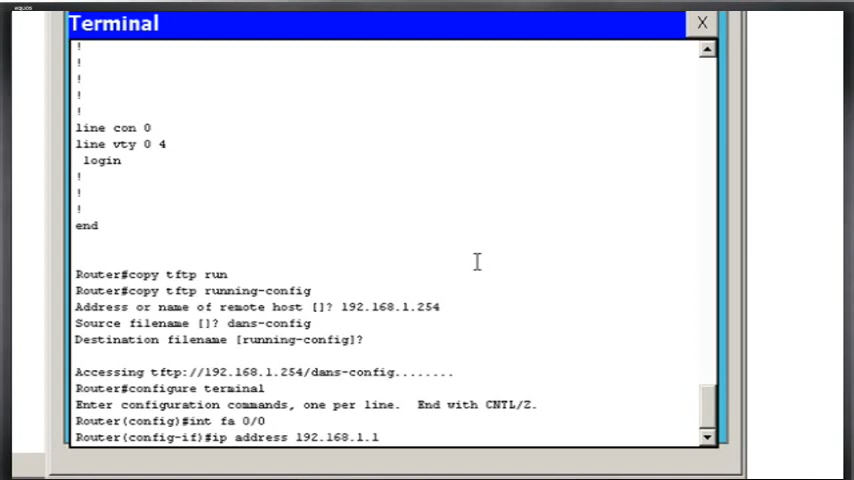 equos
Terminal
X
!
!
!
!
!
line con 0
line vty 0 4
login
!
!
!
end
Router#copy tftp run
Router#copy tftp running-config
Address or name of remote host []? 192.168.1.254
Source filename []? dans-config
Destination filename [running-config]?
Accessing tftp://192.168.1.254/dans-config........
Router#configure terminal
Enter configuration commands, one per line.  End with CNTL/Z.
Router(config)#int fa 0/0
Router(config-if)#ip address 192.168.1.1